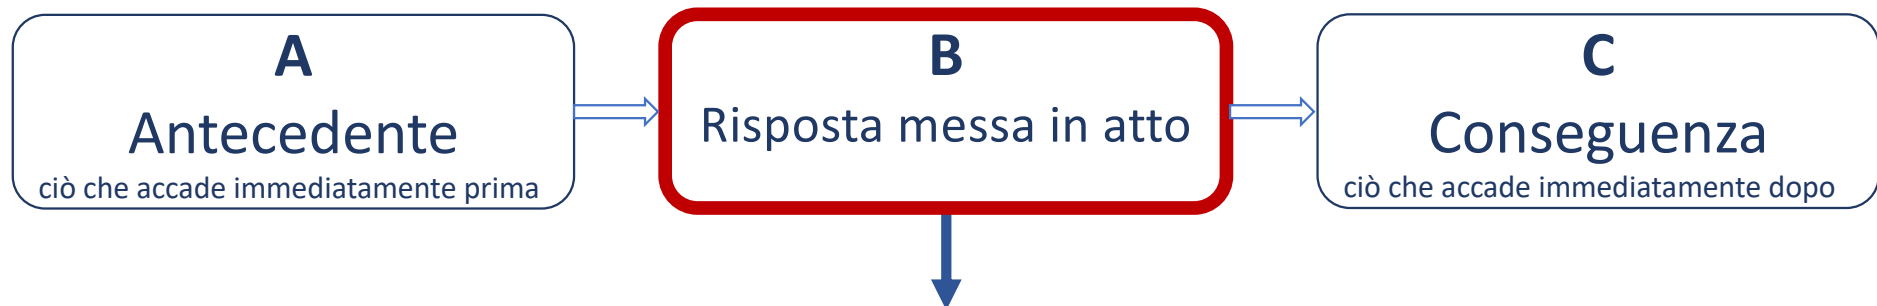 A
Antecedente
ciò che accade immediatamente prima
B
Risposta messa in atto
C
Conseguenza
ciò che accade immediatamente dopo